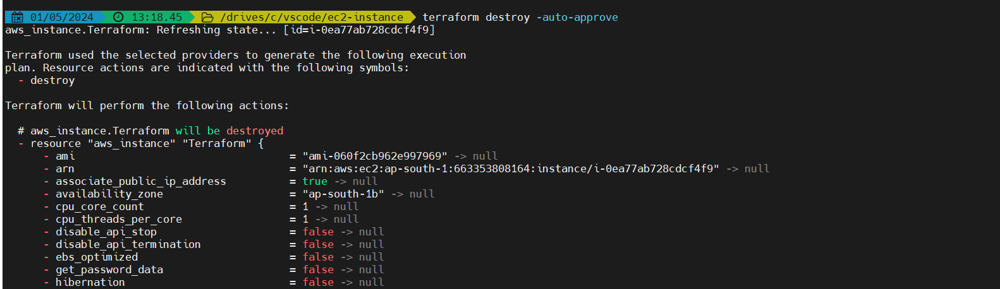 01/05/2024 13:18.45 /drives/c/vscode/ec2-instance terraform destroy -auto-approve
aws_instance.Terraform: Refreshing state... [id=i-0ea77ab728cdcf4f9]
Terraform used the selected providers to generate the following execution
plan. Resource actions are indicated with the following symbols:
- destroy
Terraform will perform the following actions:
# aws_instance.Terraform will be destroyed
- resource "aws_instance" "Terraform" {
- ami = "ami-060f2cb962e997969" -> null
- arn = "arn:aws:ec2:ap-south-1:663353808164:instance/i-0ea77ab728cdcf4f9" -> null
- associate_public_ip_address = true -> null
- availability_zone = "ap-south-1b" -> null
- cpu_core_count = 1 -> null
- cpu_threads_per_core = 1 -> null
- disable_api_stop = false -> null
- disable_api_termination = false -> null
- ebs_optimized = false -> null
- get_password_data = false -> null
- hibernation = false -> null